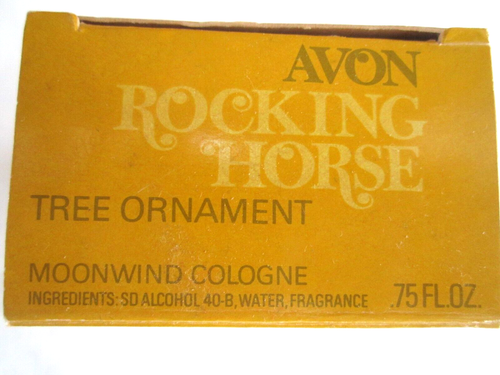 AVON
ROCKING
HORSE
TREE ORNAMENT
MOONWIND COLOGNE
INGREDIENTS: SD ALCOHOL 40-B, WATER, FRAGRANCE .75 FL.OZ.